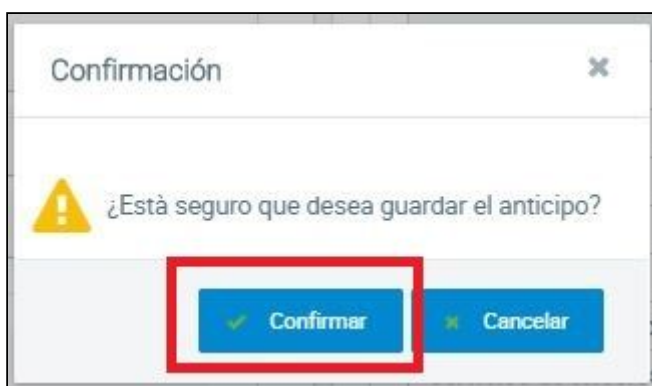 Confirmación
¿Està seguro que desea guardar el anticipo?
Confirmar
Cancelar